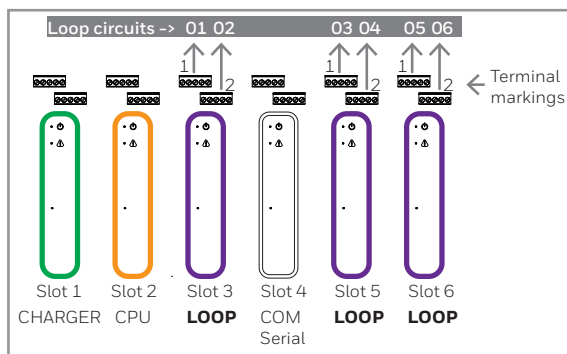 Loop circuits -> 01 02 03 04 05 06
1 1 1
2 2 2
Terminal
markings
Slot 1 Slot 2 Slot 3 Slot 4 Slot 5 Slot 6
CHARGER CPU LOOP COM LOOP LOOP
Serial